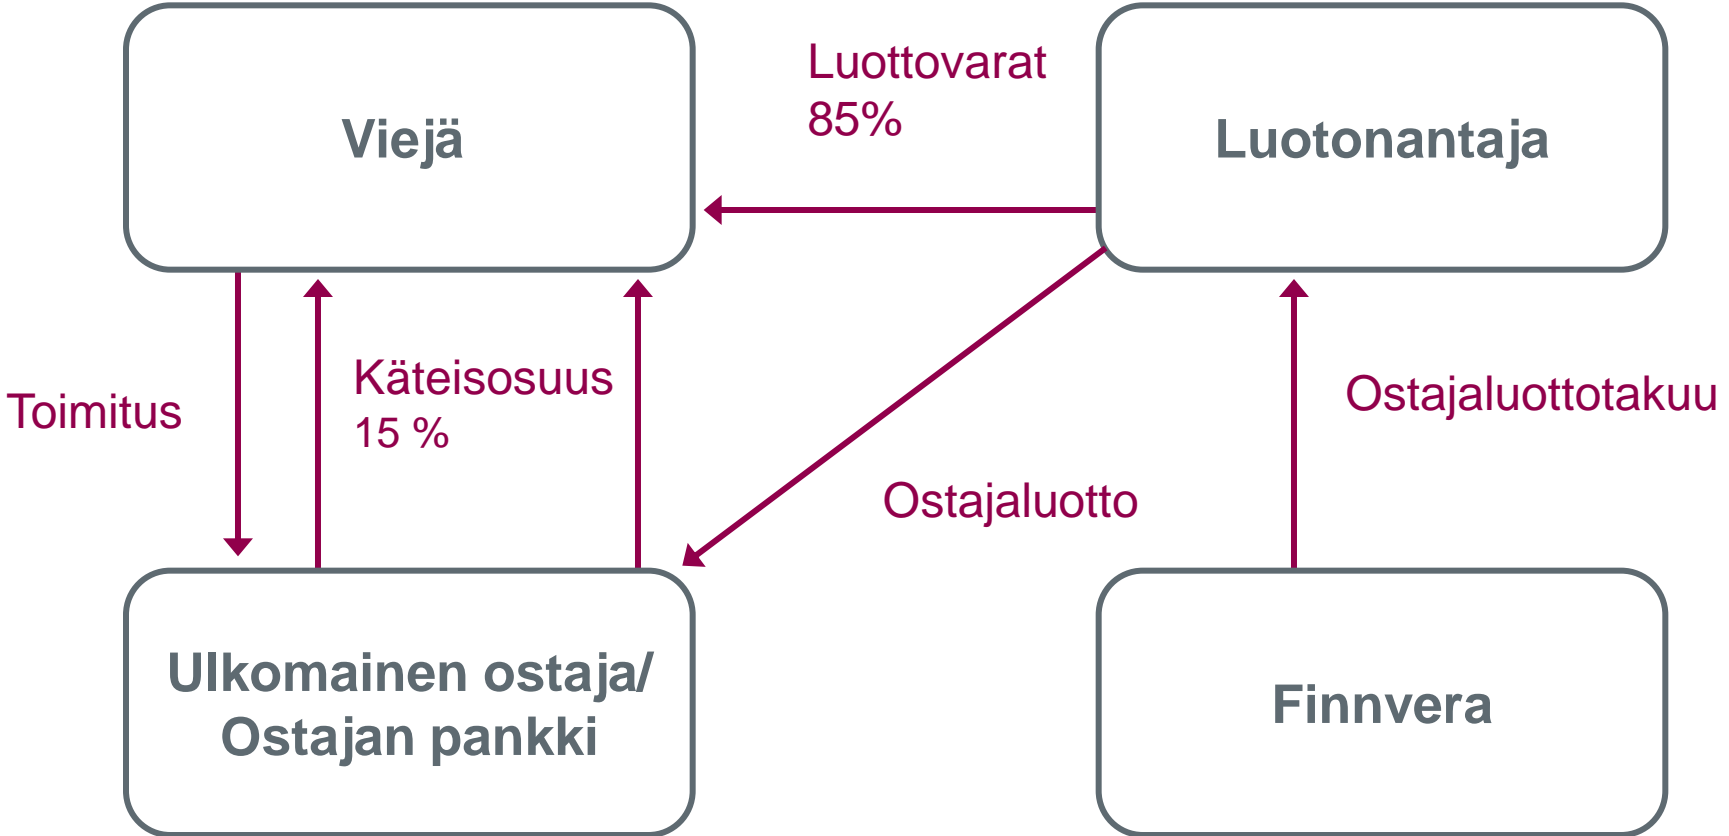 Viejä
Luottovarat
85%
Luotonantaja
Toimitus
Käteisosuus
15 %
Ostajaluotto
Ostajaluottotakuu
Ulkomainen ostaja/
Ostajan pankki
Finnvera